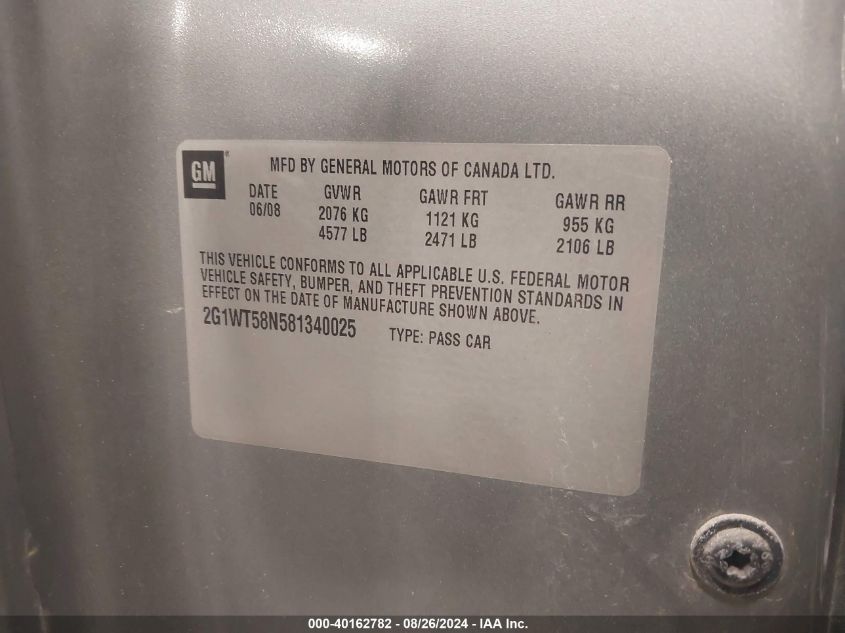 GM ®
MFD BY GENERAL MOTORS OF CANADA LTD.
DATE GVWR GAWR FRT GAWR RR
06/08 2076 KG 1121 KG 955 KG
4577 LB 2471 LB 2106 LB
THIS VEHICLE CONFORMS TO ALL APPLICABLE U.S. FEDERAL MOTOR
VEHICLE SAFETY, BUMPER, AND THEFT PREVENTION STANDARDS IN
EFFECT ON THE DATE OF MANUFACTURE SHOWN ABOVE.
2G1WT58N581340025 TYPE: PASS CAR
000-40162782 - 08/26/2024 - IAA Inc.